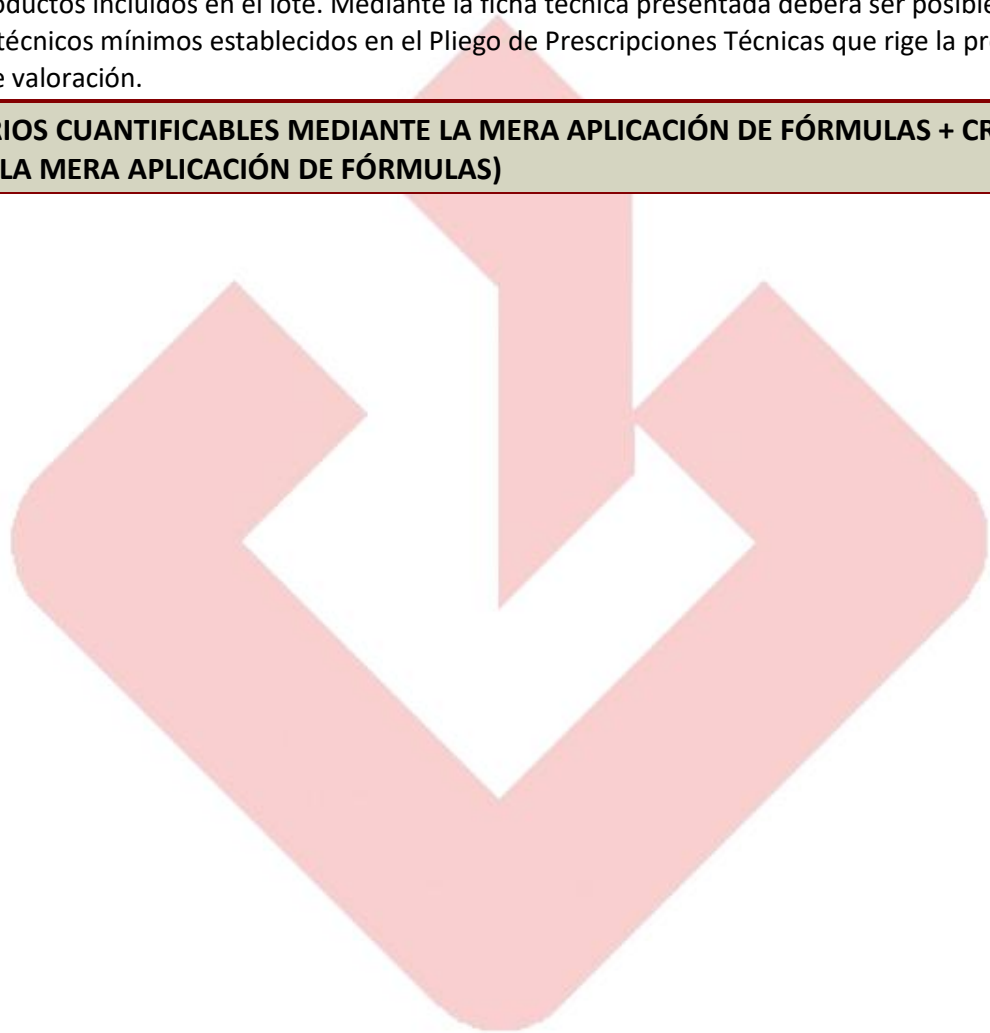 oductos incluidos en el lote. Mediante la ficha técnica presentada deberá ser posible
técnicos mínimos establecidos en el Pliego de Prescripciones Técnicas que rige la pr
e valoración.
RIOS CUANTIFICABLES MEDIANTE LA MERA APLICACIÓN DE FÓRMULAS + CR
LA MERA APLICACIÓN DE FÓRMULAS)